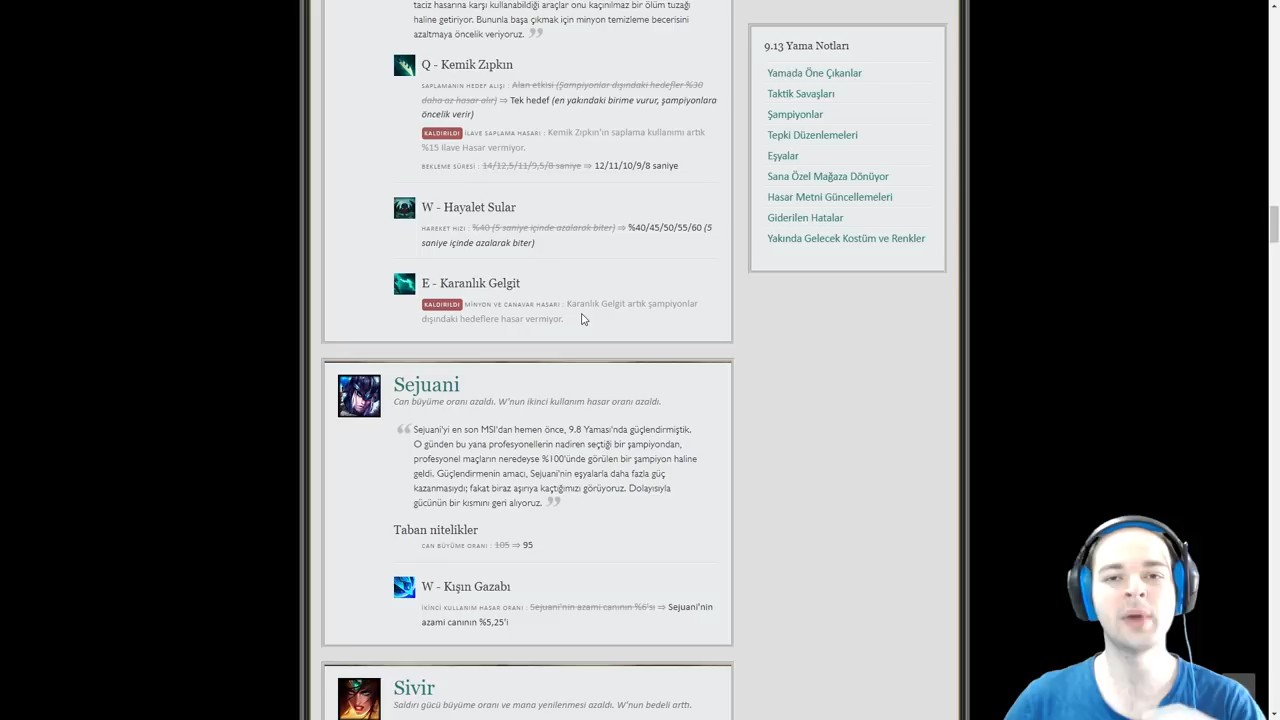 taciz hasarına karşı kullanabildiği araçlar onu kaçınılmaz bir ölüm tuzağı
haline getiriyor. Bununla başa çıkmak için minyon temizleme becerisini
azaltmaya öncelik veriyoruz.
Q - Kemik Zıpkın
SAPLAMANIN HEDEF ALIŞI : Alan etkisi (Şampiyonlar dışındaki hedefler %30
daha az hasar alır) ⇒ Tek hedef (en yakındaki birime vurur, şampiyonlara
öncelik verir)
KALDIRILDI İLAVE SAPLAMA HASARI : Kemik Zıpkın'ın saplama kullanımı artık
%15 İlave Hasar vermiyor.
BEKLEME SÜRESİ : 14/12,5/11/9,5/8 saniye ⇒ 12/11/10/9/8 saniye
W - Hayalet Sular
HAREKET HIZI : %40 (5 saniye içinde azalarak biter) ⇒ %40/45/50/55/60 (5
saniye içinde azalarak biter)
E - Karanlık Gelgit
KALDIRILDI MİNYON VE CANAVAR HASARI : Karanlık Gelgit artık şampiyonlar
dışındaki hedeflere hasar vermiyor.
Sejuani
Can büyüme oranı azaldı. W'nun ikinci kullanım hasar oranı azaldı.
Sejuani'yi en son MSI'dan hemen önce, 9.8 Yaması'nda güçlendirmiştik.
O günden bu yana profesyonellerin nadiren seçtiği bir şampiyondan,
profesyonel maçların neredeyse %100'ünde görülen bir şampiyon haline
geldi. Güçlendirmenin amacı, Sejuani'nin eşyalarla daha fazla güç
kazanmasıydı; fakat biraz aşırıya kaçtığımızı görüyoruz. Dolayısıyla
gücünün bir kısmını geri alıyoruz.
Taban nitelikler
CAN BÜYÜME ORANI : 105 ⇒ 95
W - Kışın Gazabı
İKİNCİ KULLANIM HASAR ORANI : Sejuani'nin azami canının %6'sı ⇒ Sejuani'nin
azami canının %5,25'i
Sivir
Saldırı gücü büyüme oranı ve mana yenilenmesi azaldı. W'nun bedeli arttı.
9.13 Yama Notları
Yamada Öne Çıkanlar
Taktik Savaşları
Şampiyonlar
Tepki Düzenlemeleri
Eşyalar
Sana Özel Mağaza Dönüyor
Hasar Metni Güncellemeleri
Giderilen Hatalar
Yakında Gelecek Kostüm ve Renkler